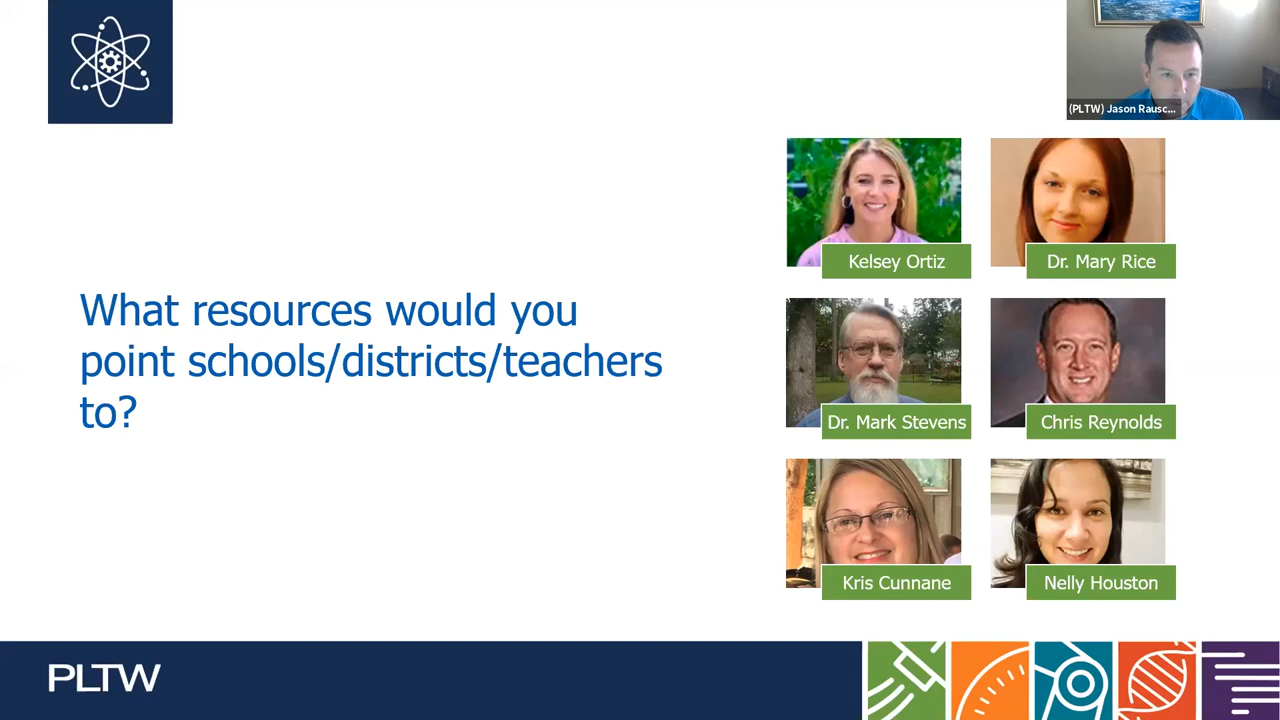 (PLTW) Jason Rausc...
Kelsey Ortiz
Dr. Mary Rice
What resources would you
point schools/districts/teachers
to?
Dr. Mark Stevens
Chris Reynolds
Kris Cunnane
Nelly Houston
PLTW